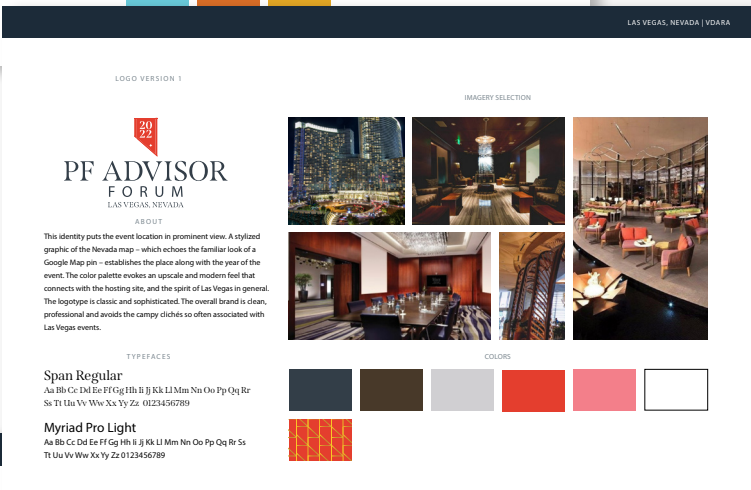 LAS VEGAS, NEVADA | VDARA
LOGO VERSION 1
IMAGERY SELECTION
20
22
PF ADVISOR
FORUM
LAS VEGAS, NEVADA
ABOUT
This identity puts the event location in prominent view. A stylized
graphic of the Nevada map – which echoes the familiar look of a
Google Map pin – establishes the place along with the year of the
event. The color palette evokes an upscale and modern feel that
connects with the hosting site, and the spirit of Las Vegas in general.
The logotype is classic and sophisticated. The overall brand is clean,
professional and avoids the campy clichés so often associated with
Las Vegas events.
TYPEFACES
COLORS
Span Regular
Aa Bb Cc Dd Ee Ff Gg Hh Ii Jj Kk Ll Mm Nn Oo Pp Qq Rr
Ss Tt Uu Vv Ww Xx Yy Zz 0123456789
Myriad Pro Light
Aa Bb Cc Dd Ee Ff Gg Hh Ii Jj Kk Ll Mm Nn Oo Pp Qq Rr Ss
Tt Uu Vv Ww Xx Yy Zz 0123456789